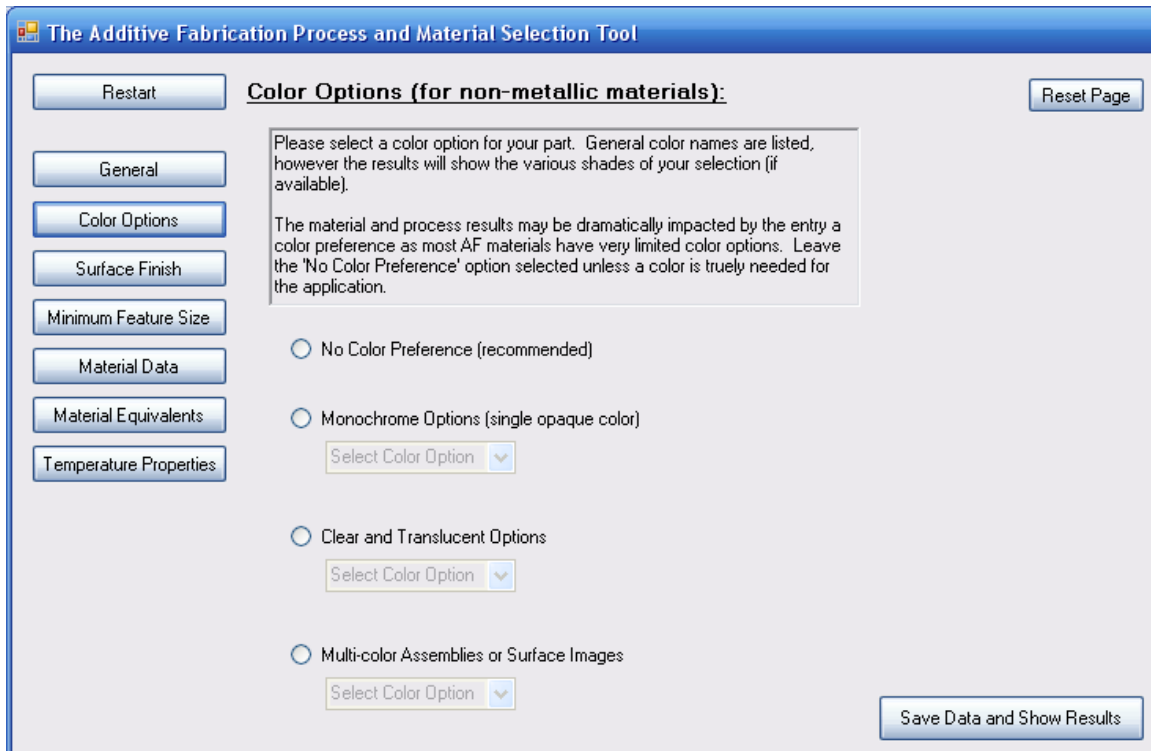 The Additive Fabrication Process and Material Selection Tool
Restart
Color Options (for non-metallic materials):
Reset Page
General
Color Options
Surface Finish
Minimum Feature Size
Material Data
Material Equivalents
Temperature Properties
Please select a color option for your part. General color names are listed,
however the results will show the various shades of your selection (if
available).
The material and process results may be dramatically impacted by the entry a
color preference as most AF materials have very limited color options. Leave
the 'No Color Preference' option selected unless a color is truely needed for
the application.
No Color Preference (recommended)
Monochrome Options (single opaque color)
Select Color Option
Clear and Translucent Options
Select Color Option
Multi-color Assemblies or Surface Images
Select Color Option
Save Data and Show Results